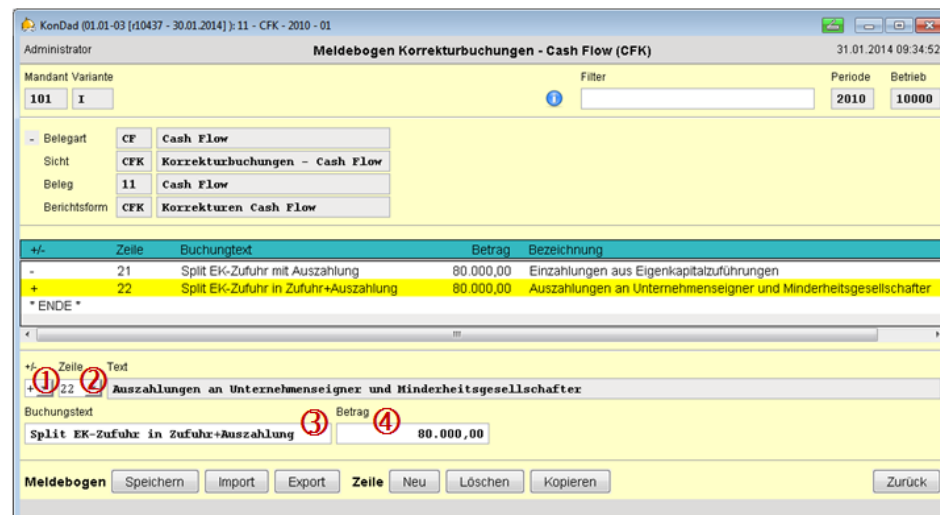 KonDad (01.01-03 [r10437 - 30.01.2014] ): 11 - CFK - 2010 - 01
Administrator Meldebogen Korrekturbuchungen - Cash Flow (CFK) 31.01.2014 09:34:52
Mandant Variante Filter Periode Betrieb
101 I 2010 10000
- Belegart CF Cash Flow
Sicht CFK Korrekturbuchungen - Cash Flow
Beleg 11 Cash Flow
Berichtsform CFK Korrekturen Cash Flow
+/- Zeile Buchungtext Betrag Bezeichnung
- 21 Split EK-Zufuhr mit Auszahlung 80.000,00 Einzahlungen aus Eigenkapitalzuführungen
+ 22 Split EK-Zufuhr in Zufuhr+Auszahlung 80.000,00 Auszahlungen an Unternehmenseigner und Minderheitsgesellschafter
* ENDE *
+/- Zeile Text
+ 1 22 2 Auszahlungen an Unternehmenseigner und Minderheitsgesellschafter
Buchungstext 3 Betrag 4
Split EK-Zufuhr in Zufuhr+Auszahlung 80.000,00
Meldebogen Speichern Import Export Zeile Neu Löschen Kopieren Zurück